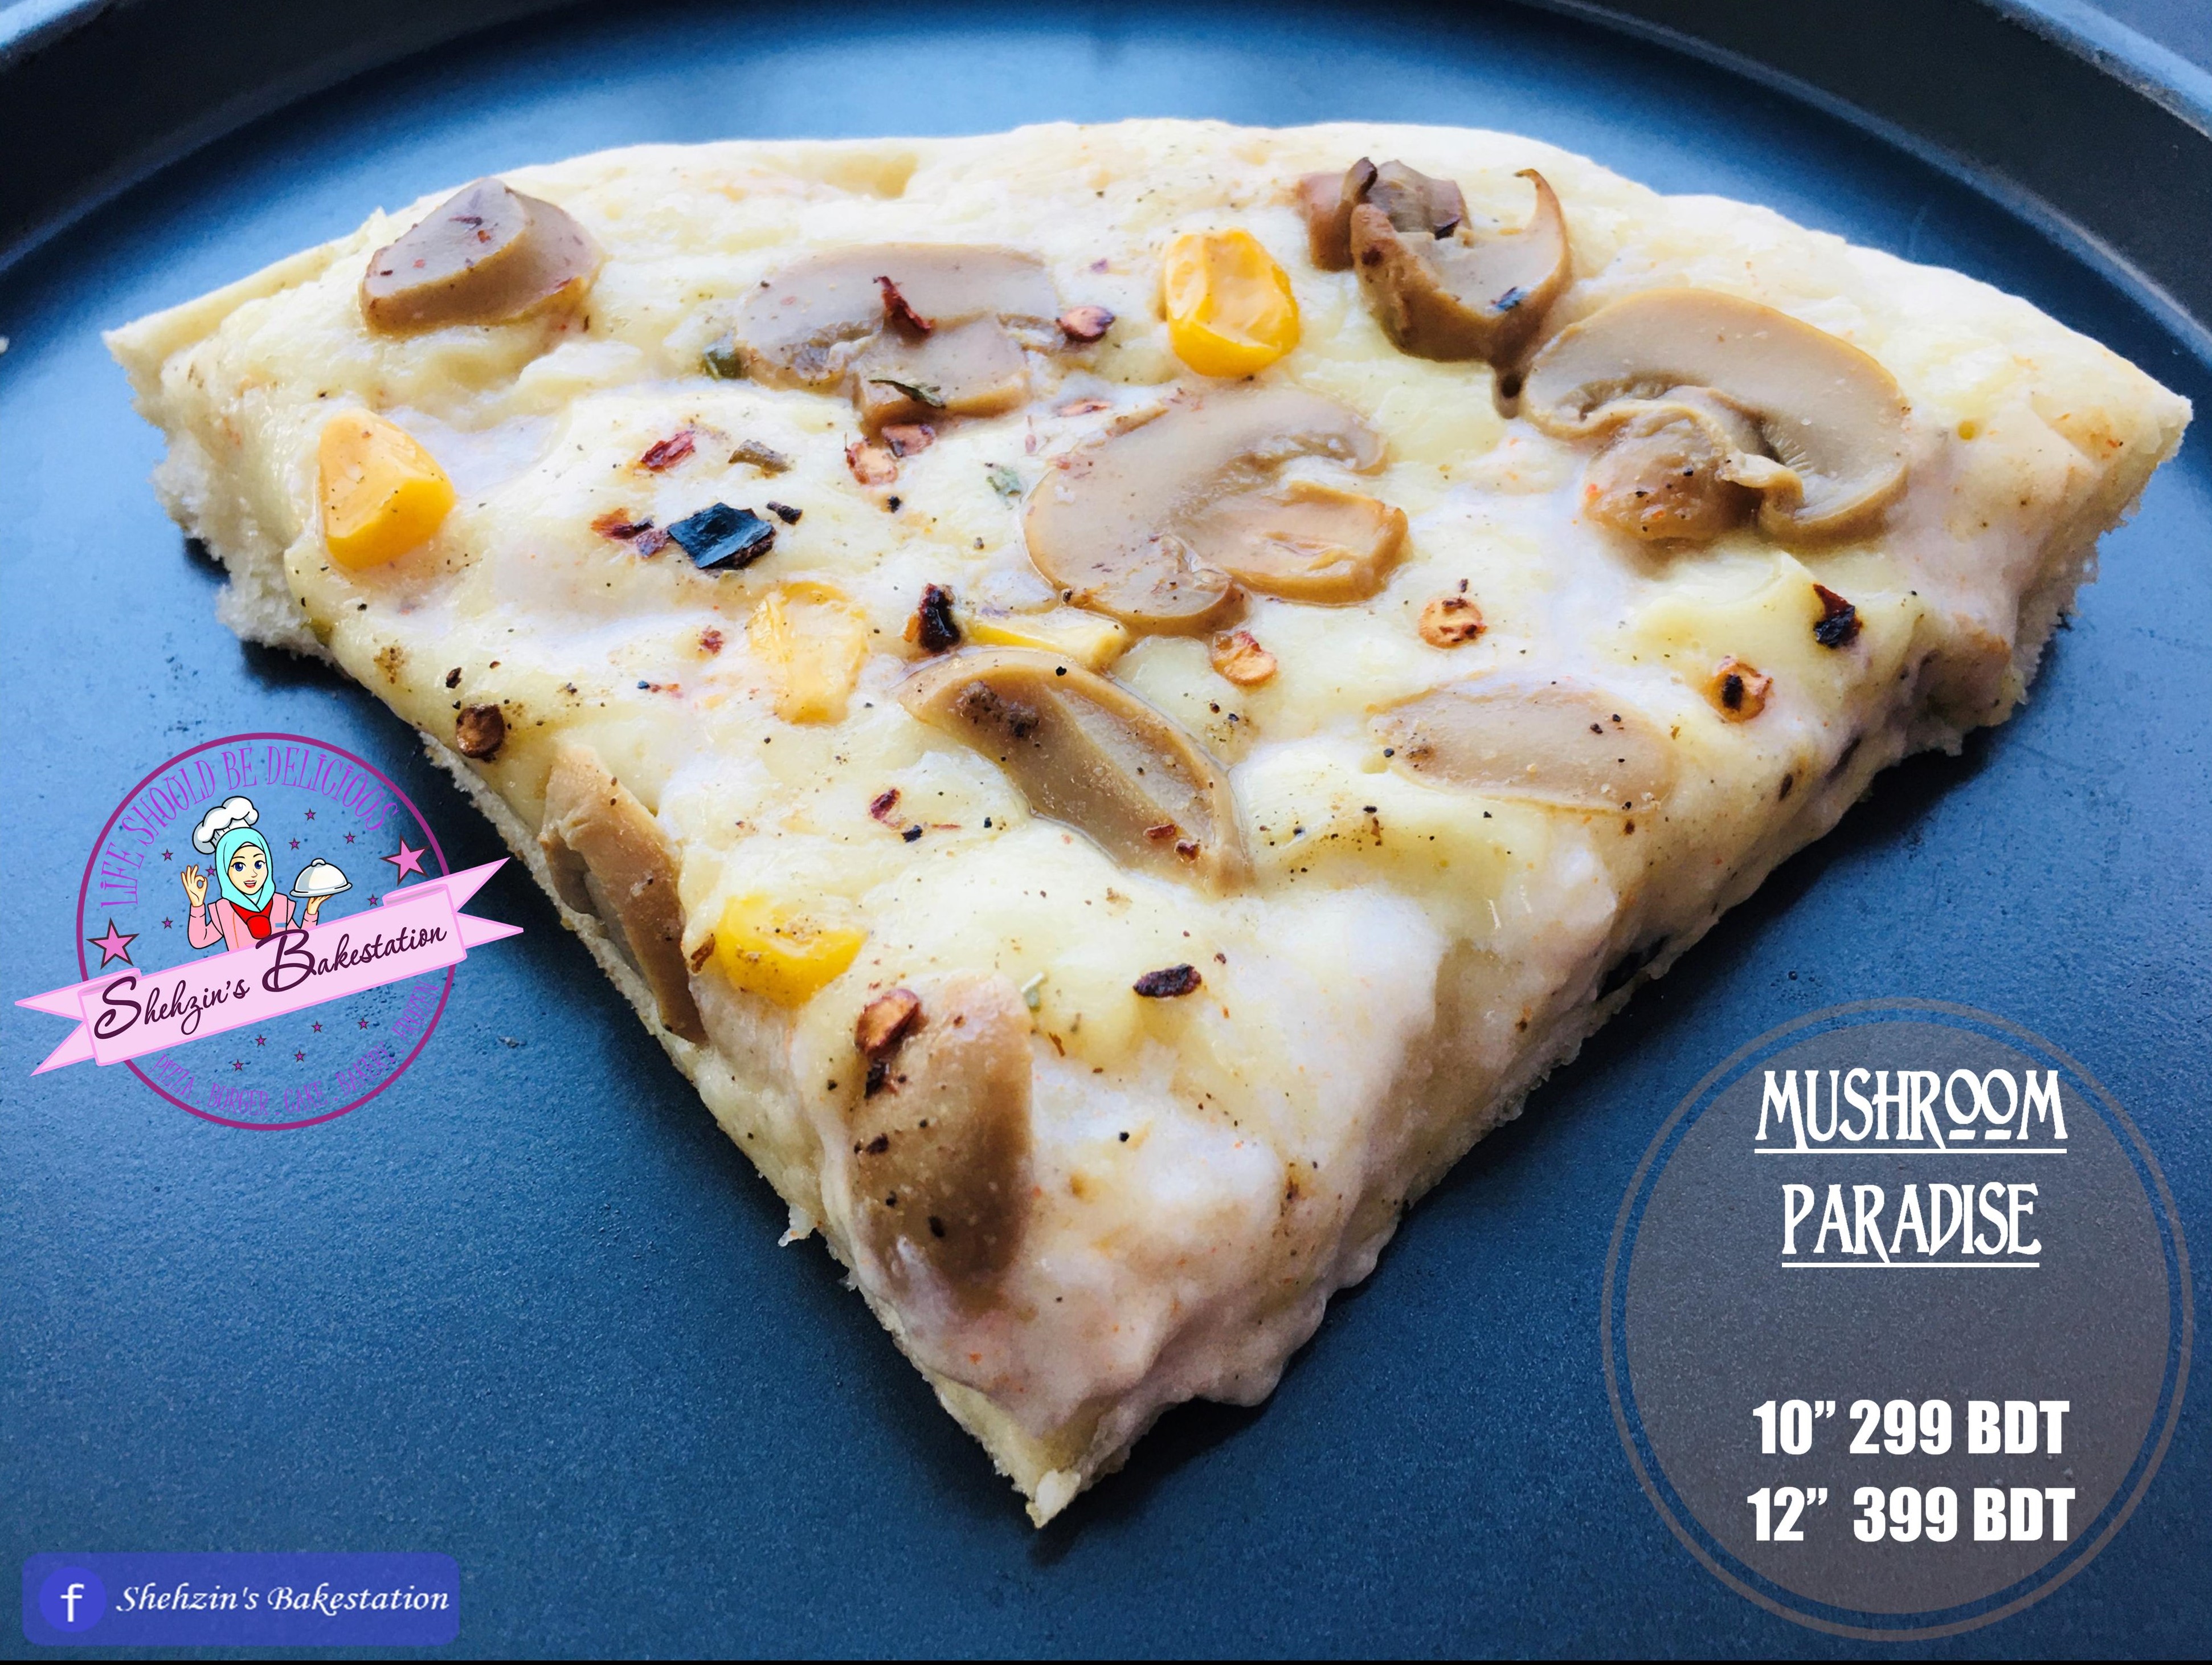 LIFE SHOULD BE DELICIOUS
Shehzin's Bakestation
PIZZA . BURGER . CAKE . BAKERY . FROZEN
MUSHROOM
PARADISE
10” 299 BDT
12” 399 BDT
f Shehzin's Bakestation